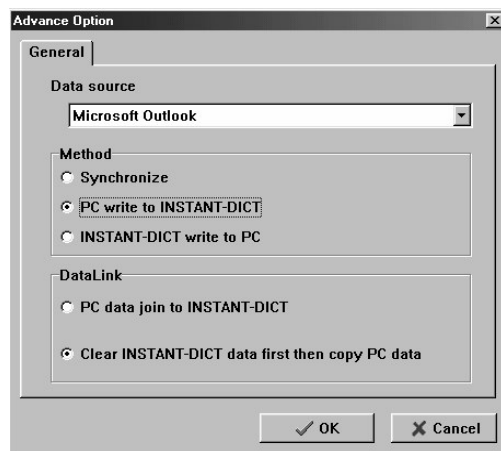 Advance Option
General
Data source
Microsoft Outlook
Method
Synchronize
PC write to INSTANT-DICT
INSTANT-DICT write to PC
DataLink
PC data join to INSTANT-DICT
Clear INSTANT-DICT data first then copy PC data
OK Cancel